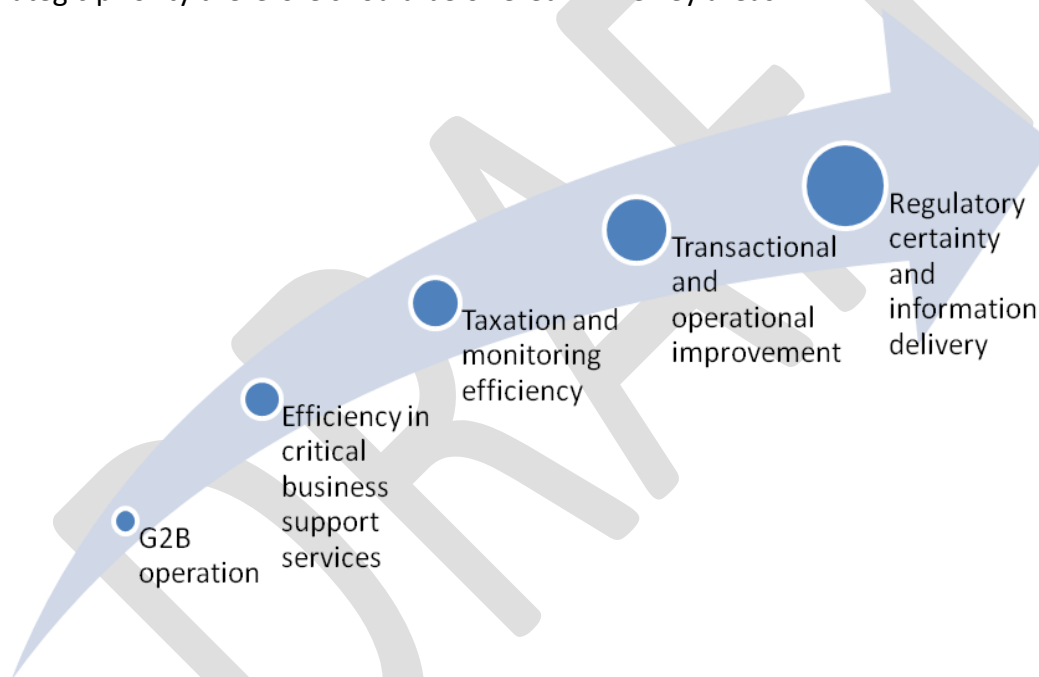 DRAFT
G2B
operation
Efficiency in
critical
business
support
services
Taxation and
monitoring
efficiency
Transactional
and
operational
improvement
Regulatory
certainty
and
information
delivery